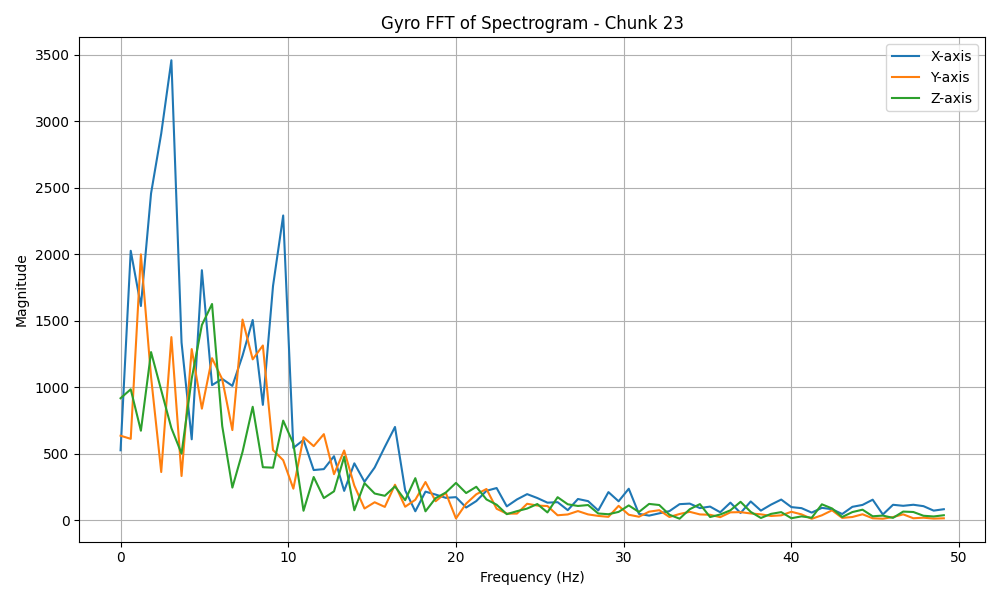 Gyro FFT of Spectrogram - Chunk 23
X-axis
Y-axis
Z-axis
3500
3000
2500
2000
1500
1000
500
0
Magnitude
0 10 20 30 40 50
Frequency (Hz)